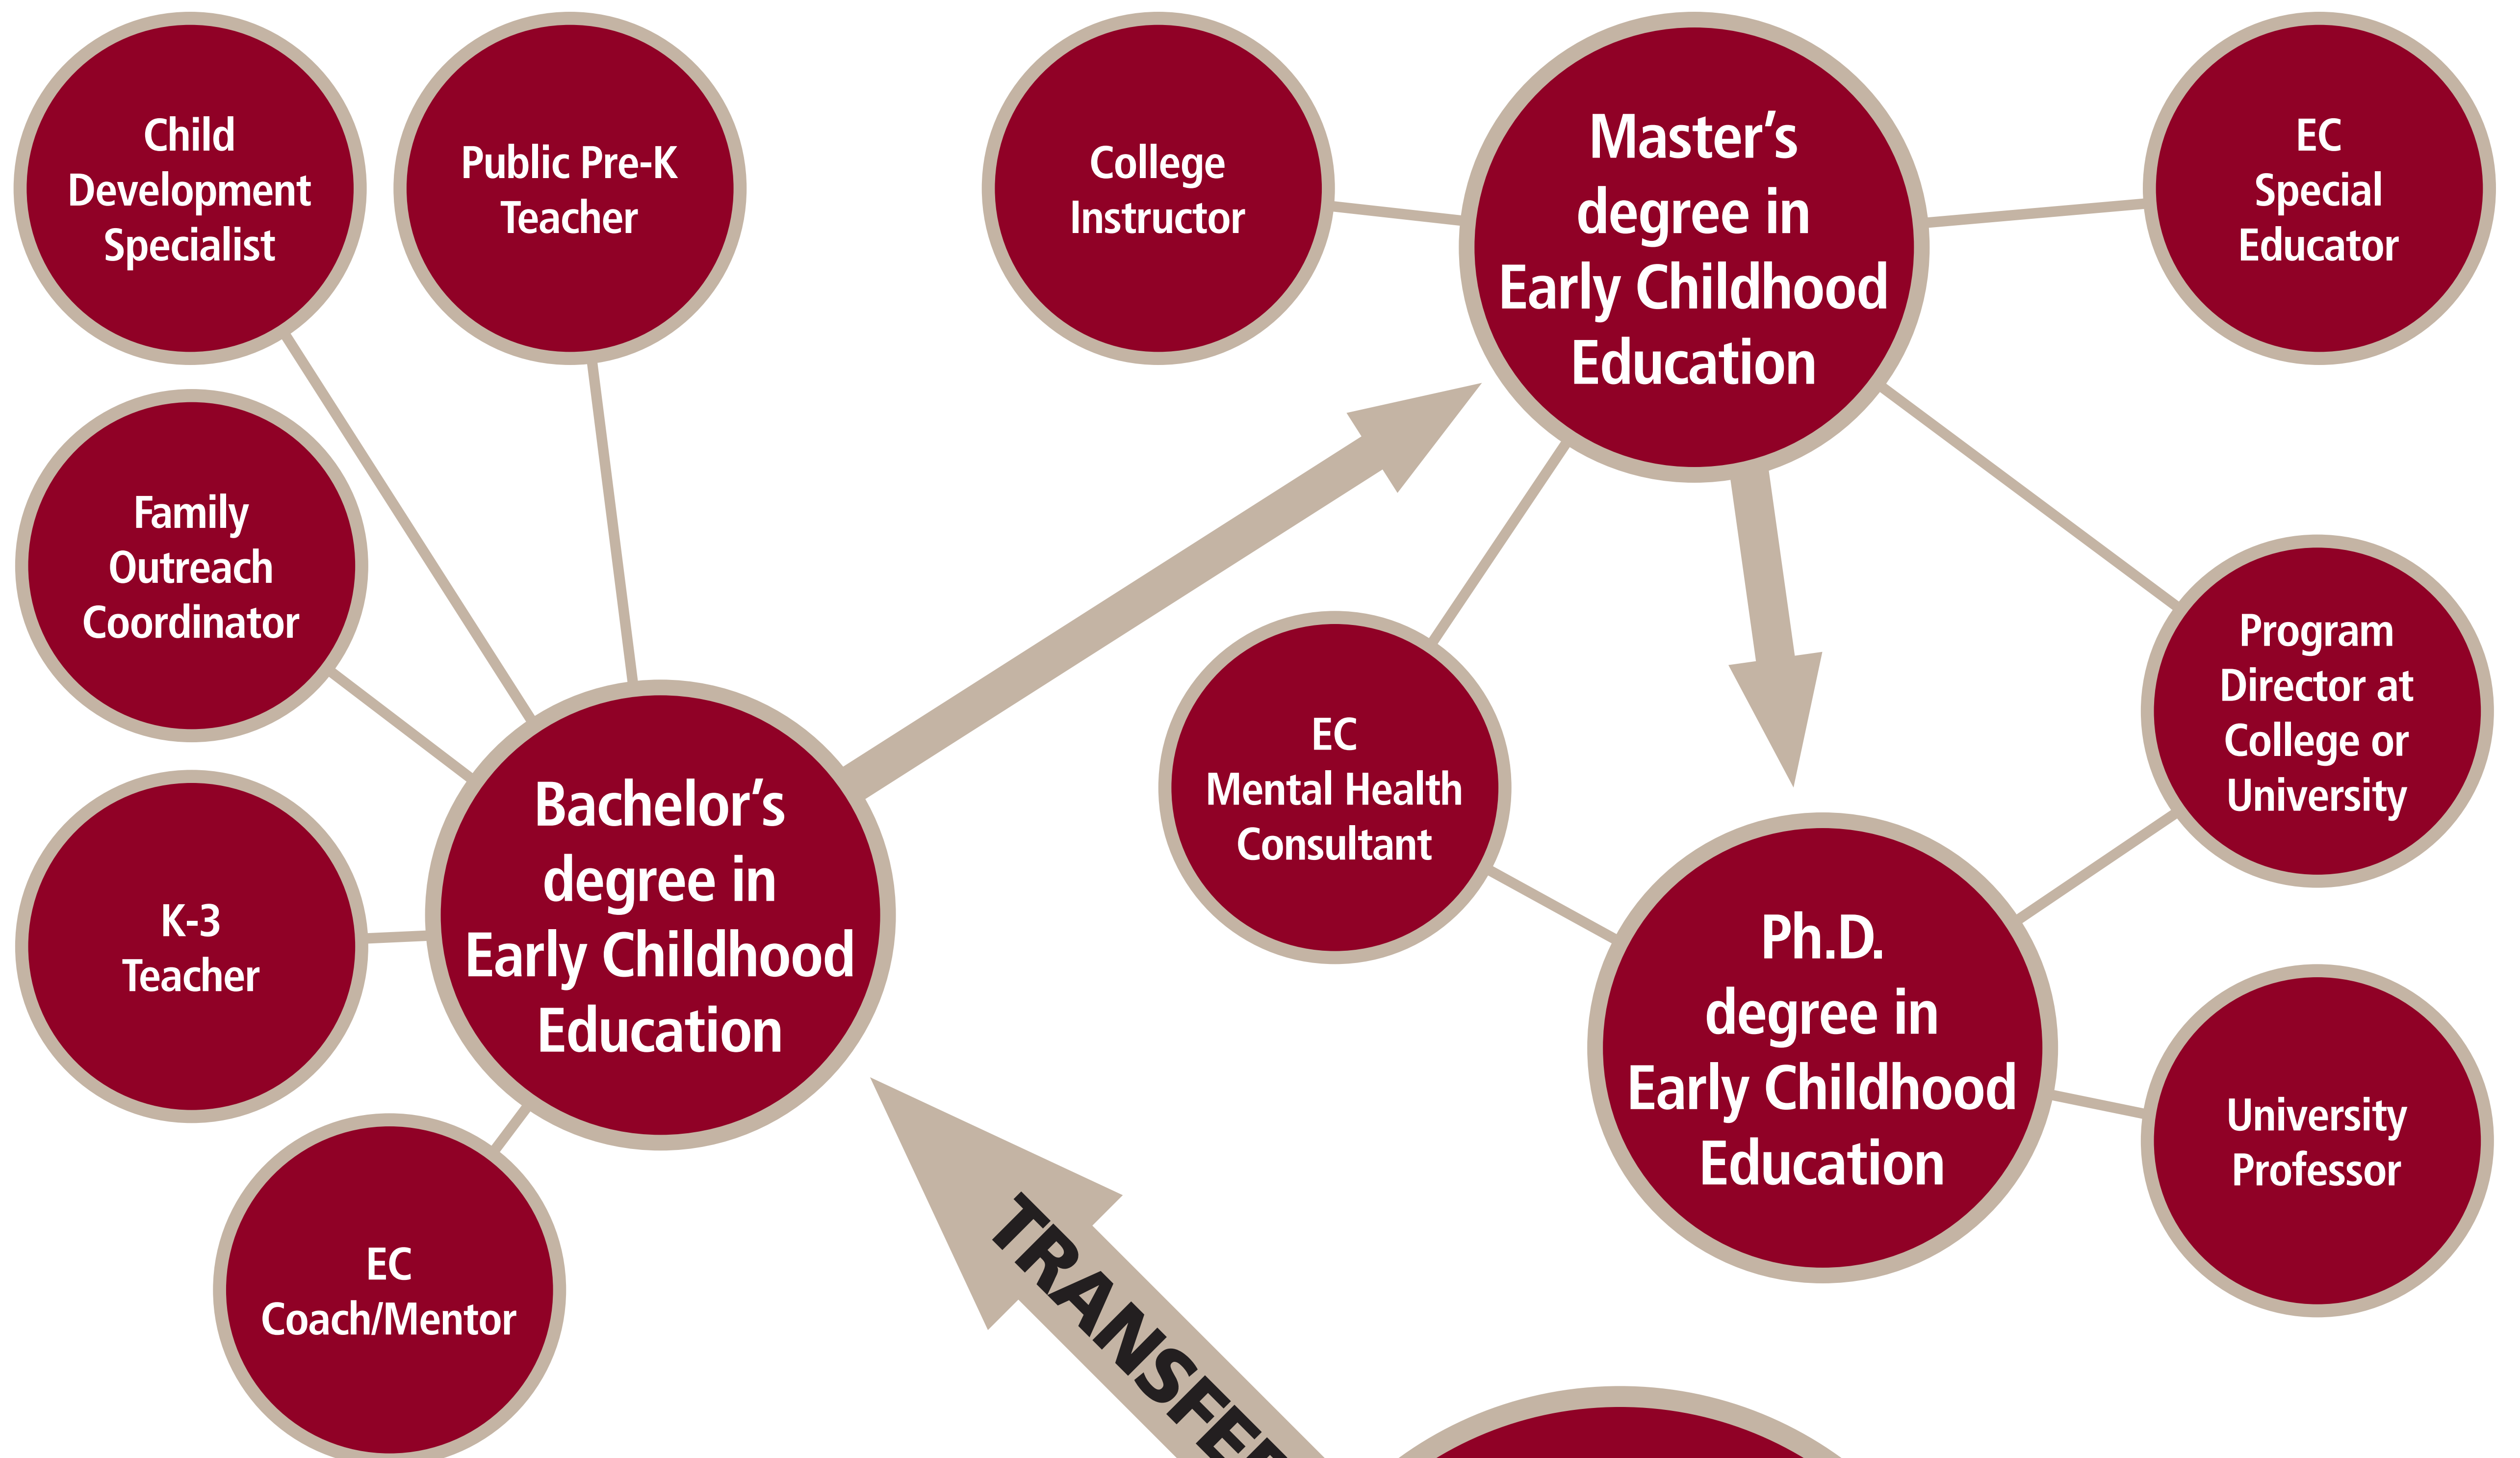 Child
Development
Specialist
Public Pre-K
Teacher
College
Instructor
Master’s
degree in
Early Childhood
Education
EC
Special
Educator
Family
Outreach
Coordinator
Program
Director at
College or
University
EC
Mental Health
Consultant
Bachelor’s
degree in
Early Childhood
Education
K-3
Teacher
Ph.D.
degree in
Early Childhood
Education
University
Professor
EC
Coach/Mentor
TRANSFER